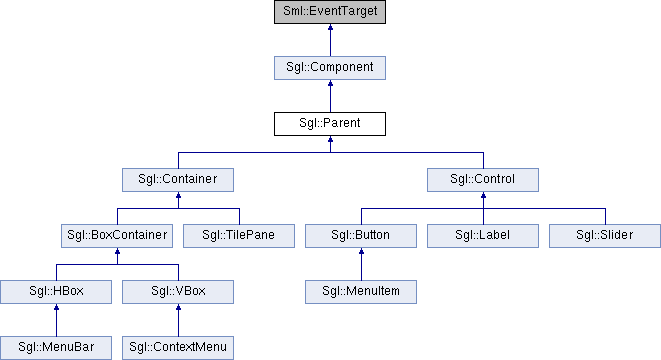 Sml::EventTarget
Sgl::Component
Sgl::Parent
Sgl::Container
Sgl::Control
Sgl::BoxContainer
Sgl::TilePane
Sgl::Button
Sgl::Label
Sgl::Slider
Sgl::HBox
Sgl::VBox
Sgl::MenuItem
Sgl::MenuBar
Sgl::ContextMenu